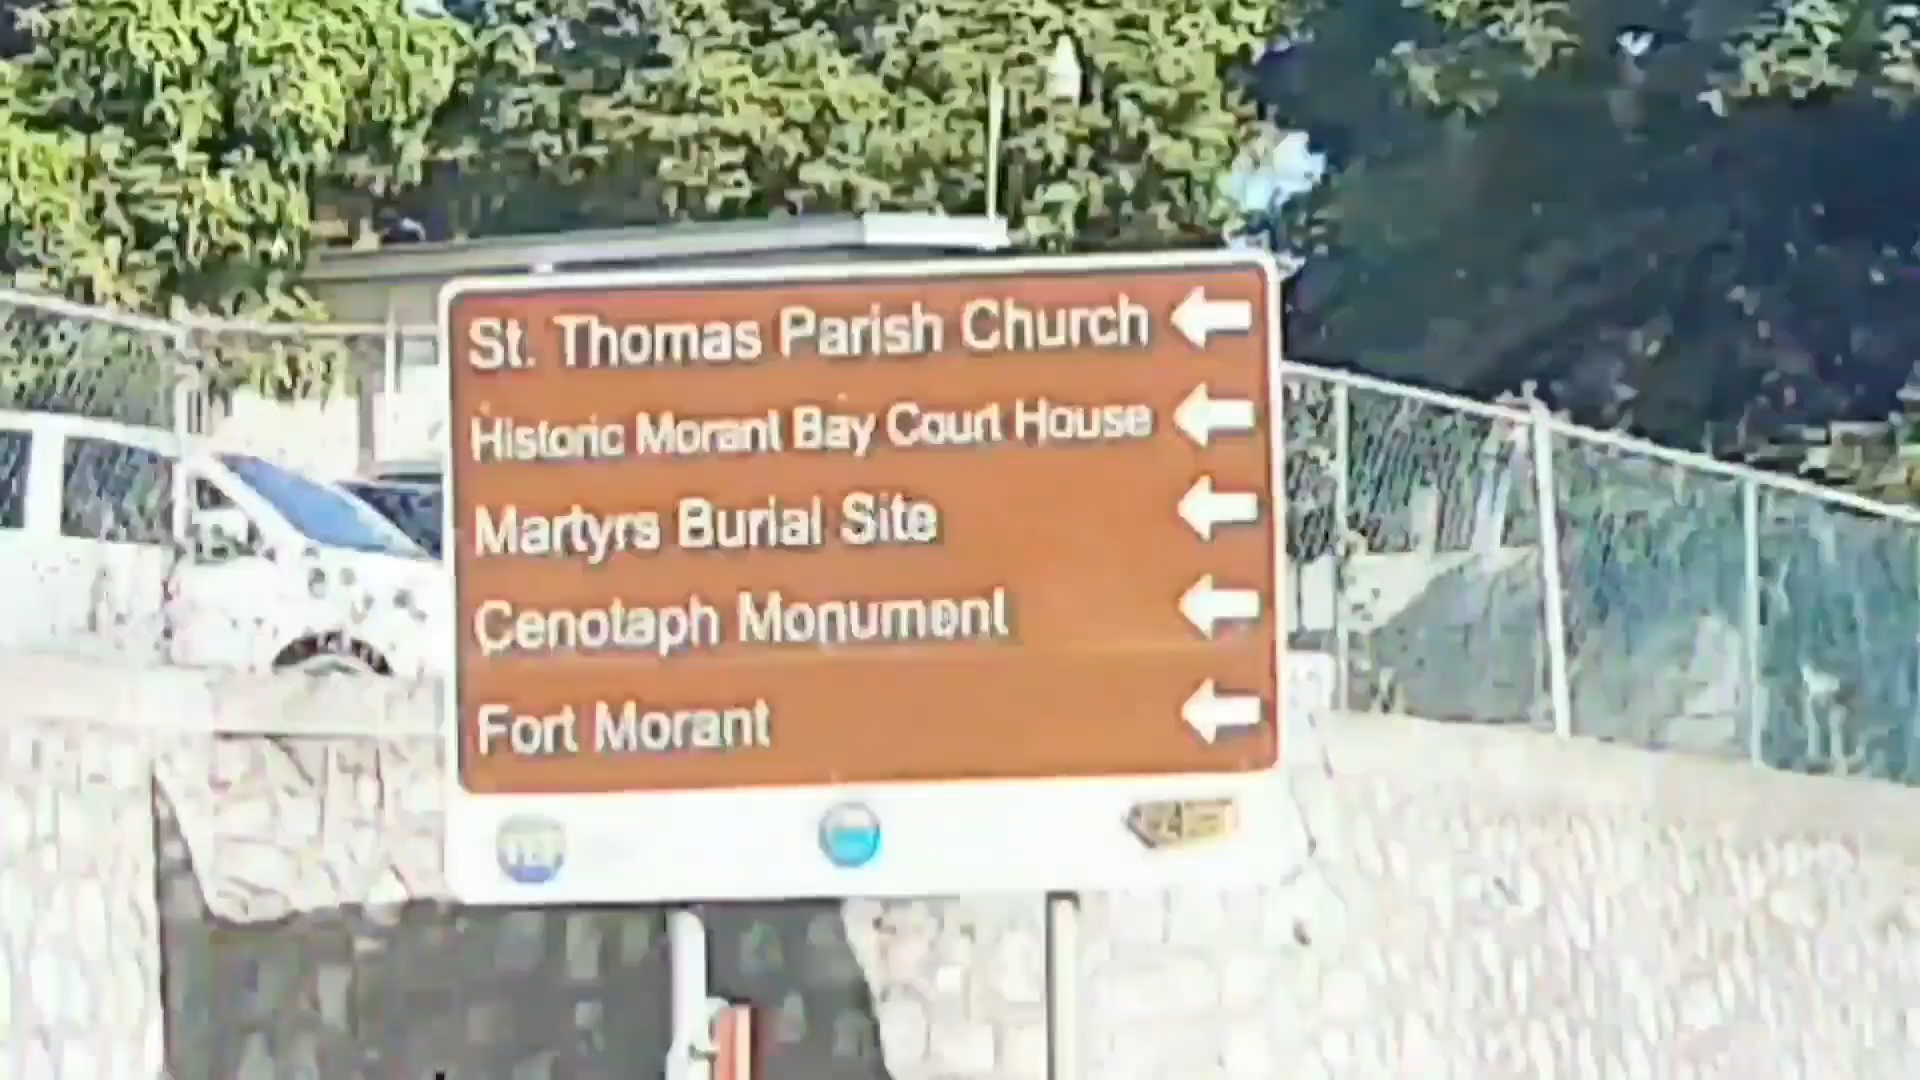 St. Thomas Parish Church
Historic Morant Bay Court House
Martyrs Burial Site
Cenotaph Monument
Fort Morant